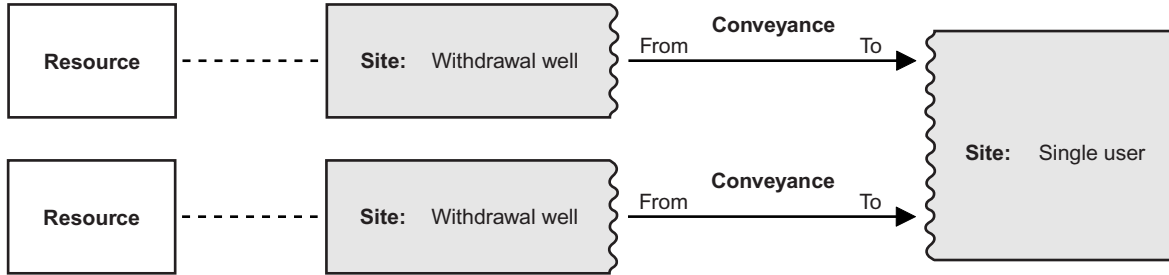 Resource
Site: Withdrawal well
Conveyance
From To
Resource
Site: Withdrawal well
Conveyance
From To
Site: Single user